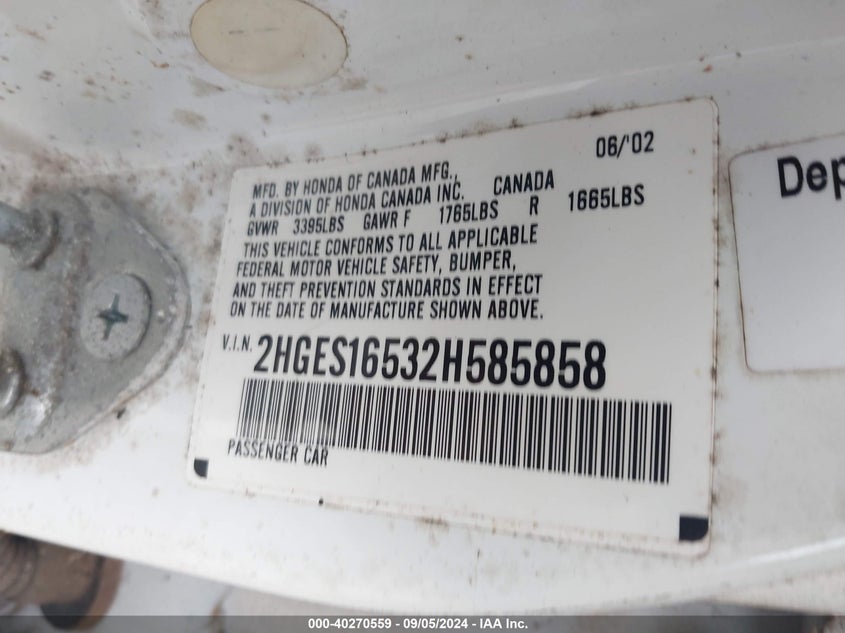 06/'02
MFD. BY HONDA OF CANADA MFG.,
A DIVISION OF HONDA CANADA INC. CANADA
GVWR 3395LBS GAWR F 1765LBS R 1665LBS
THIS VEHICLE CONFORMS TO ALL APPLICABLE
FEDERAL MOTOR VEHICLE SAFETY, BUMPER,
AND THEFT PREVENTION STANDARDS IN EFFECT
ON THE DATE OF MANUFACTURE SHOWN ABOVE.
V.I.N. 2HGES16532H585858
PASSENGER CAR
Dep
000-40270559 - 09/05/2024 - IAA Inc.